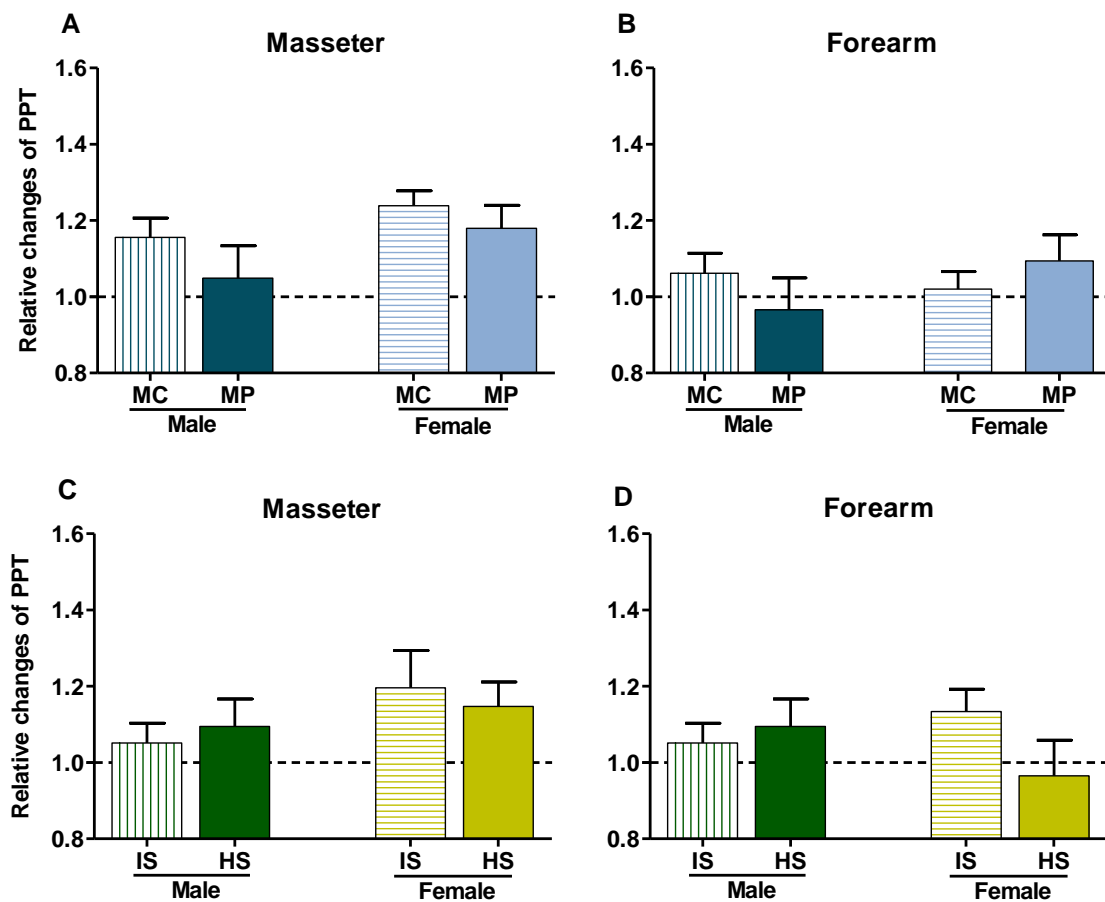 A
Masseter
Relative changes of PPT
1.6
1.4
1.2
1.0
0.8
MC MP MC MP
Male Female
B
Forearm
1.6
1.4
1.2
1.0
0.8
MC MP MC MP
Male Female
C
Masseter
Relative changes of PPT
1.6
1.4
1.2
1.0
0.8
IS HS IS HS
Male Female
D
Forearm
1.6
1.4
1.2
1.0
0.8
IS HS IS HS
Male Female